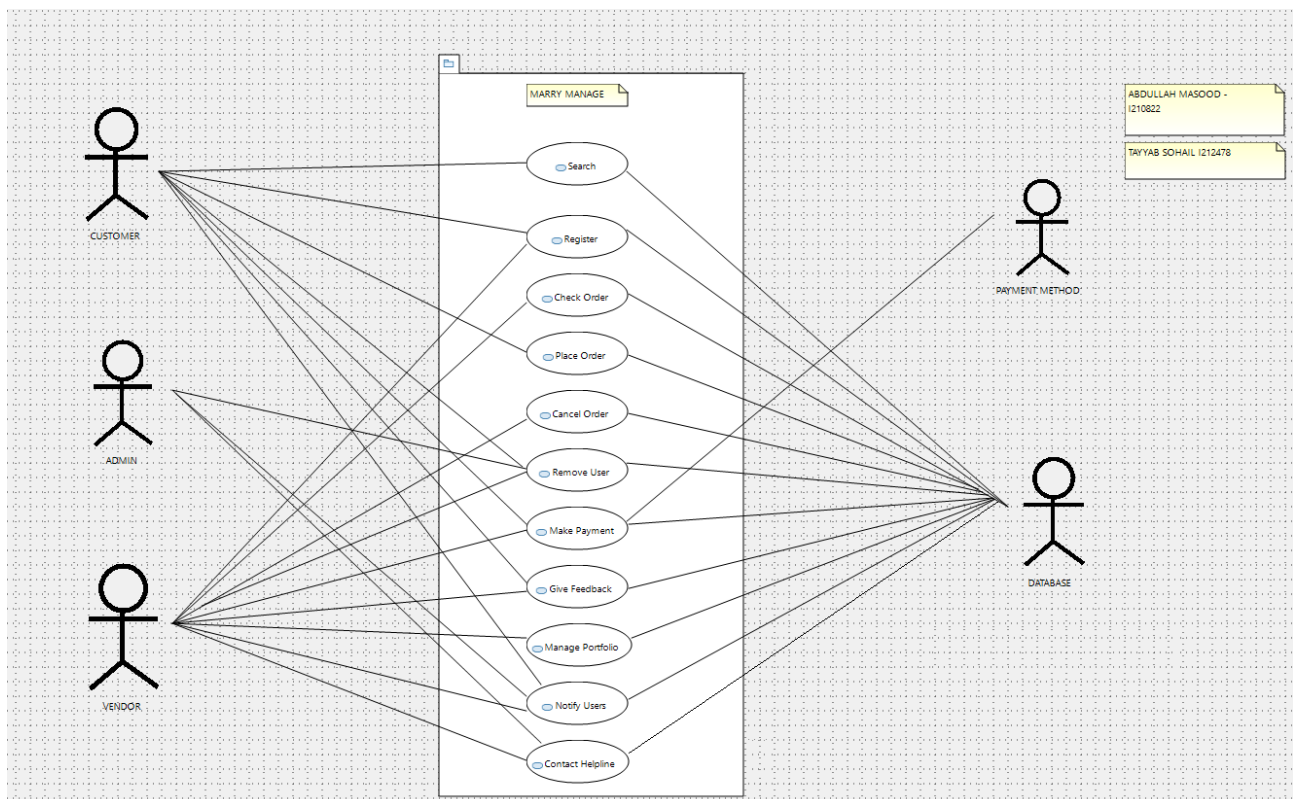 MARRY MANAGE
ABDULLAH MASOOD -
I210822
TAYYAB SOHAIL I212478
Search
CUSTOMER
Register
PAYMENT METHOD
Check Order
Place Order
Cancel Order
ADMIN
Remove User
Make Payment
DATABASE
Give Feedback
Manage Portfolio
VENDOR
Notify Users
Contact Helpline